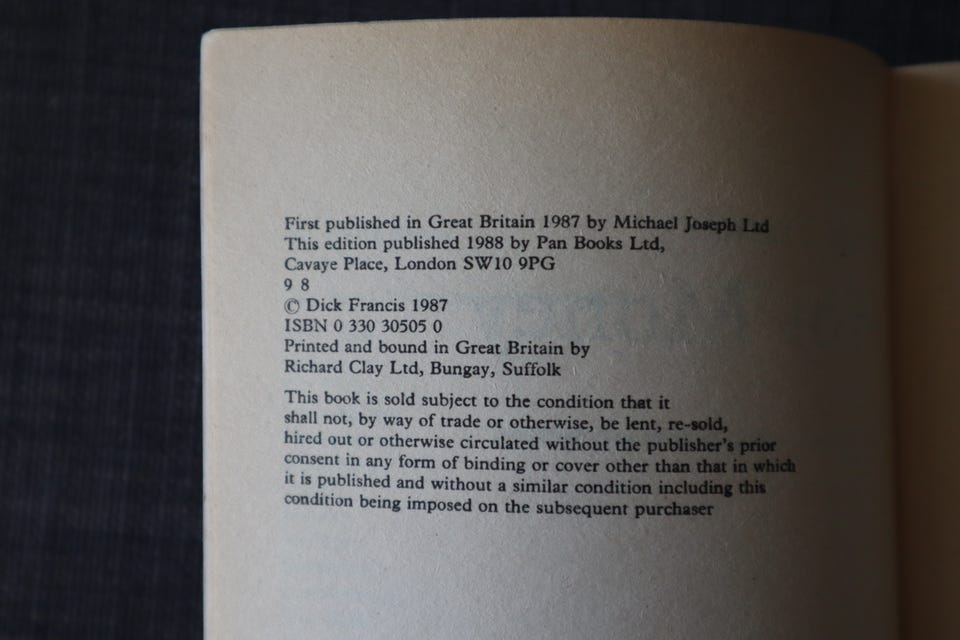 First published in Great Britain 1987 by Michael Joseph Ltd
This edition published 1988 by Pan Books Ltd,
Cavaye Place, London SW10 9PG
9 8
© Dick Francis 1987
ISBN 0 330 30505 0
Printed and bound in Great Britain by
Richard Clay Ltd, Bungay, Suffolk
This book is sold subject to the condition that it
shall not, by way of trade or otherwise, be lent, re-sold,
hired out or otherwise circulated without the publisher's prior
consent in any form of binding or cover other than that in which
it is published and without a similar condition including this
condition being imposed on the subsequent purchaser